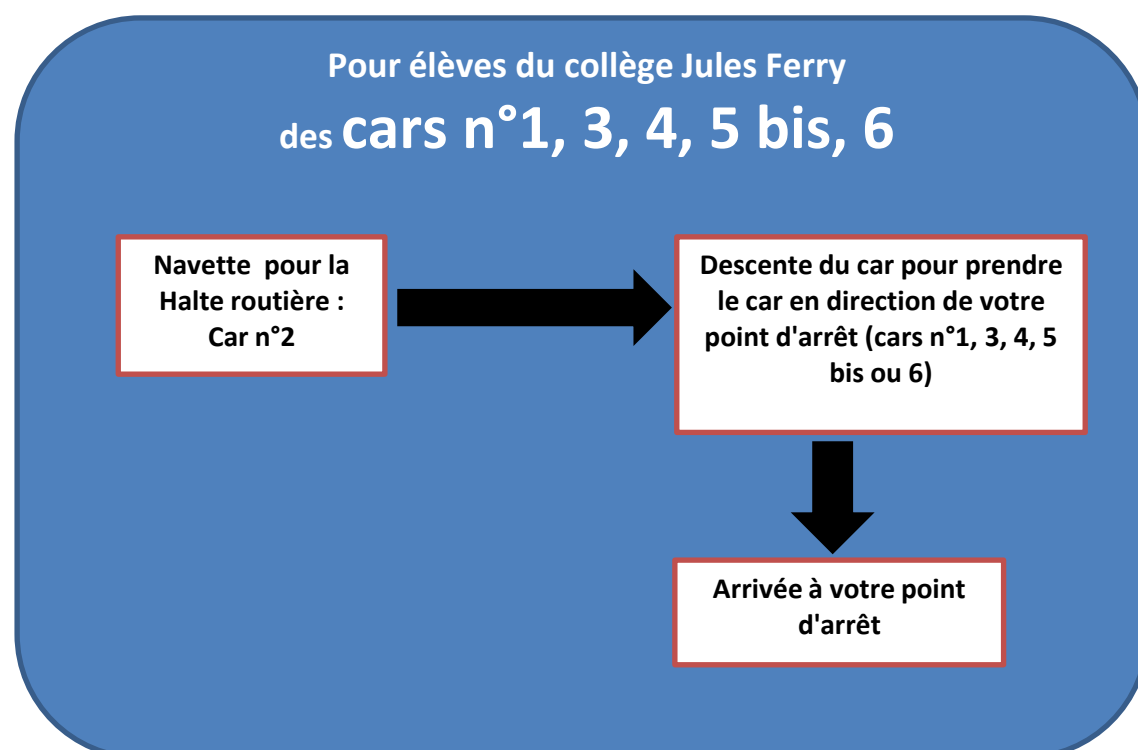 Pour élèves du collège Jules Ferry
des cars n°1, 3, 4, 5 bis, 6
Navette pour la
Halte routière :
Car n°2
Descente du car pour prendre
le car en direction de votre
point d'arrêt (cars n°1, 3, 4, 5
bis ou 6)
Arrivée à votre point
d'arrêt